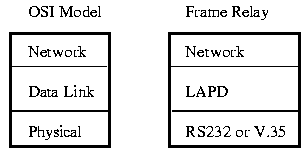 OSI Model Frame Relay
Network Network
Data Link LAPD
Physical RS232 or V.35